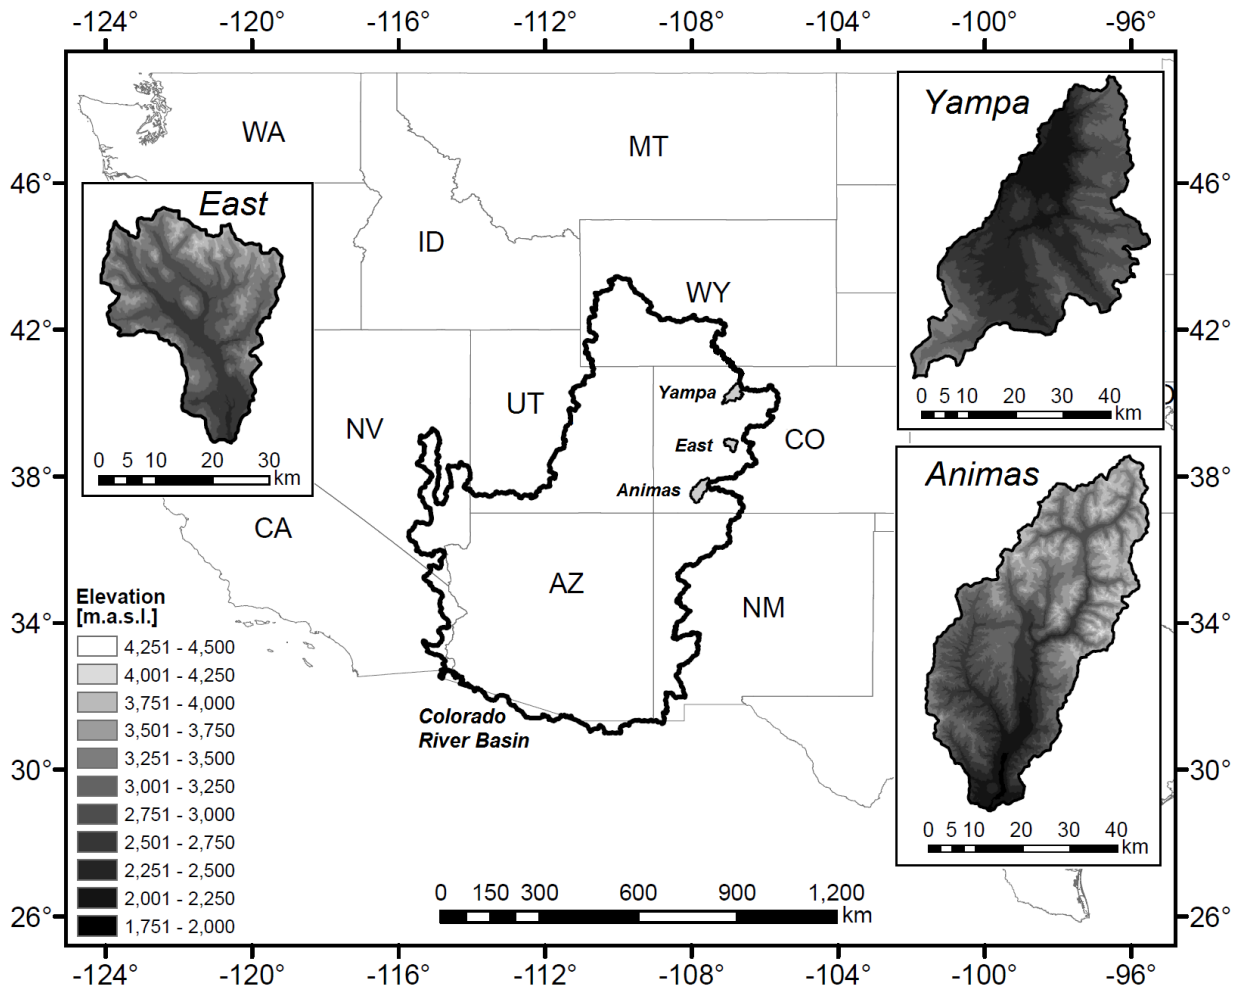 -124° -120° -116° -112° -108° -104° -100° -96°
Yampa
WA
MT
46° 46°
East
ID
WY
42° 42°
0 5 10 20 30 40
km
Yampa
UT
NV
East
CO
Animas
0 5 10 20 30
km
38° 38°
Animas
CA
AZ
NM
Elevation
[m.a.s.l.]
34° 34°
4,251 - 4,500
4,001 - 4,250
3,751 - 4,000
3,501 - 3,750
3,251 - 3,500
3,001 - 3,250
2,751 - 3,000
2,501 - 2,750
2,251 - 2,500
2,001 - 2,250
1,751 - 2,000
Colorado
River Basin
30° 30°
0 5 10 20 30 40
km
0 150 300 600 900 1,200
km
26° 26°
-124° -120° -116° -112° -108° -104° -100° -96°